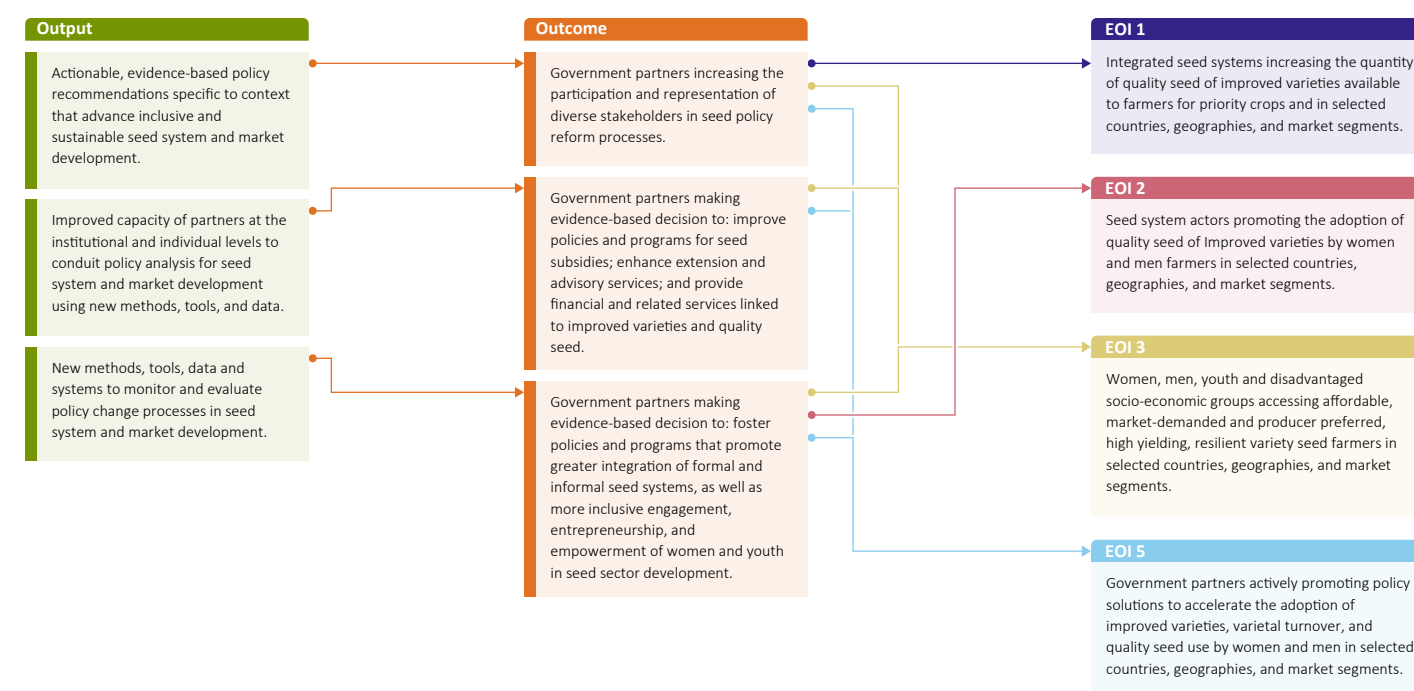 Output
Actionable, evidence-based policy
recommendations specific to context
that advance inclusive and
sustainable seed system and market
development.
Improved capacity of partners at the
institutional and individual levels to
conduit policy analysis for seed
system and market development
using new methods, tools, and data.
New methods, tools, data and
systems to monitor and evaluate
policy change processes in seed
system and market development.
Outcome
Government partners increasing the
participation and representation of
diverse stakeholders in seed policy
reform processes.
Government partners making
evidence-based decision to: improve
policies and programs for seed
subsidies; enhance extension and
advisory services; and provide
financial and related services linked
to improved varieties and quality
seed.
Government partners making
evidence-based decision to: foster
policies and programs that promote
greater integration of formal and
informal seed systems, as well as
more inclusive engagement,
entrepreneurship, and
empowerment of women and youth
in seed sector development.
EOI 1
Integrated seed systems increasing the quantity
of quality seed of improved varieties available
to farmers for priority crops and in selected
countries, geographies, and market segments.
EOI 2
Seed system actors promoting the adoption of
quality seed of Improved varieties by women
and men farmers in selected countries,
geographies, and market segments.
EOI 3
Women, men, youth and disadvantaged
socio-economic groups accessing affordable,
market-demanded and producer preferred,
high yielding, resilient variety seed farmers in
selected countries, geographies, and market
segments.
EOI 5
Government partners actively promoting policy
solutions to accelerate the adoption of
improved varieties, varietal turnover, and
quality seed use by women and men in selected
countries, geographies, and market segments.